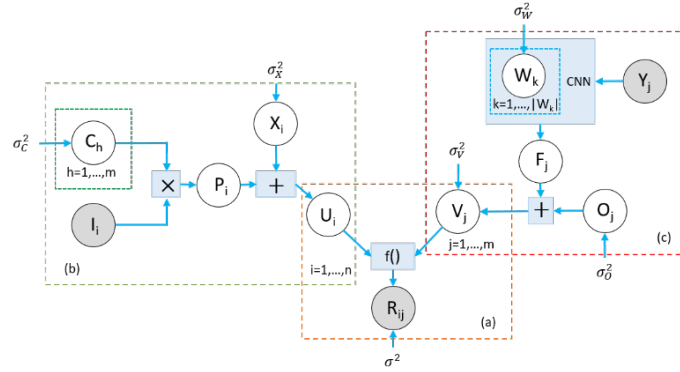 σ²_W
W_k
k=1,...,|W_k|
CNN
Y_j
σ²_X
X_i
σ²_C
C_h
h=1,...,m
×
P_i
+
I_i
U_i
i=1,...,n
(b)
σ²_V
V_j
j=1,...,m
F_j
+
O_j
σ²_O
(c)
f()
R_ij
(a)
σ²